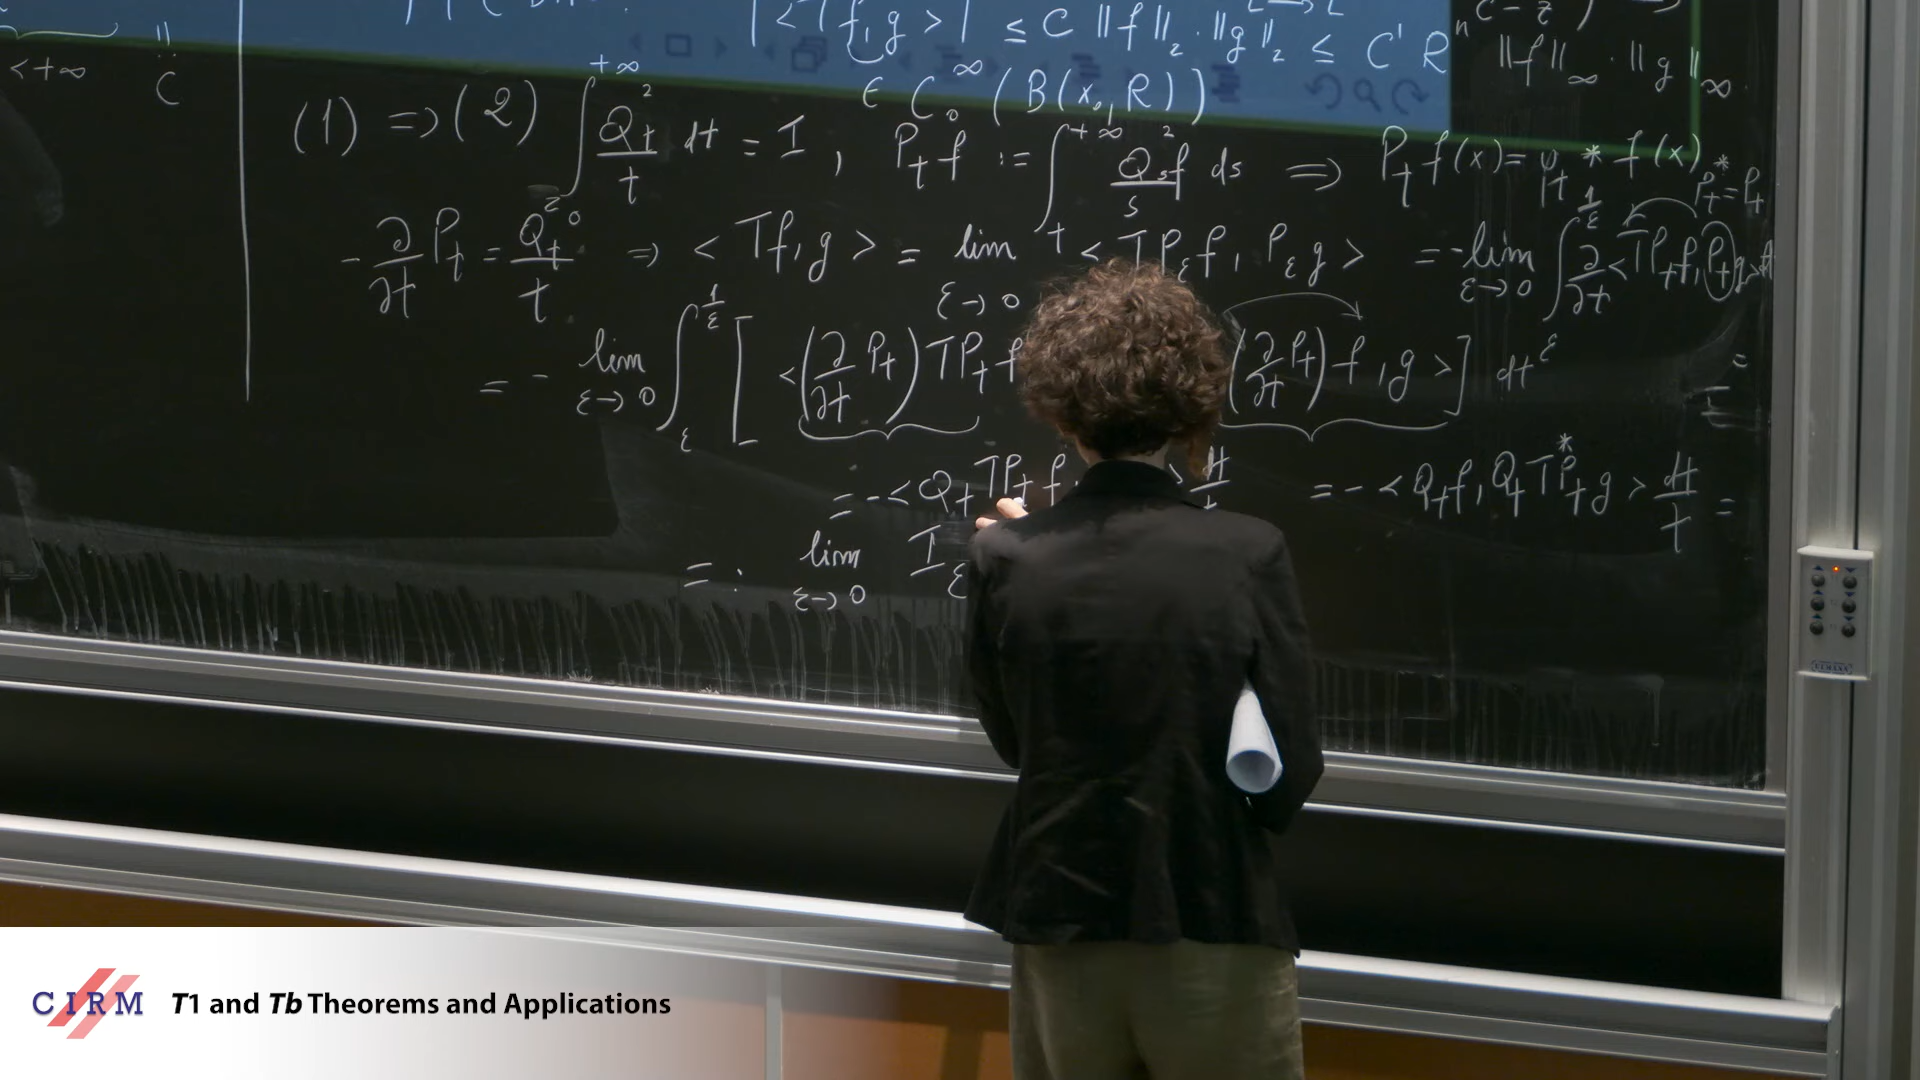 |< T f, g >| ≤ C ‖f‖₂ · ‖g‖₂ ≤ C' Rⁿ ‖f‖_∞ · ‖g‖_∞.
< +∞
C
∈ C₀^∞ (B(x₀, R))
(1) => (2) ∫₀^{+∞} Q_t²/t dt = I, P_t f := ∫_t^{+∞} Q_s² f/s ds => P_t f(x) = φ_t * f(x)
P_t^* = P_t
- ∂/∂t P_t = Q_t²/t => < Tf, g > = lim_{ε→0} < T P_ε f, P_ε g > = - lim_{ε→0} ∫_ε^{1/ε} ∂/∂t < T P_t f, P_t g > dt =
= - lim_{ε→0} ∫_ε^{1/ε} [ < (∂/∂t P_t) T P_t f (∂/∂t P_t) f, g > ] dt
= - < Q_t T P_t f > dt/t = - < Q_t f, Q_t T^* P_t g > dt/t =
=: lim_{ε→0} I_ε
ULMANN
CIRM
T1 and Tb Theorems and Applications